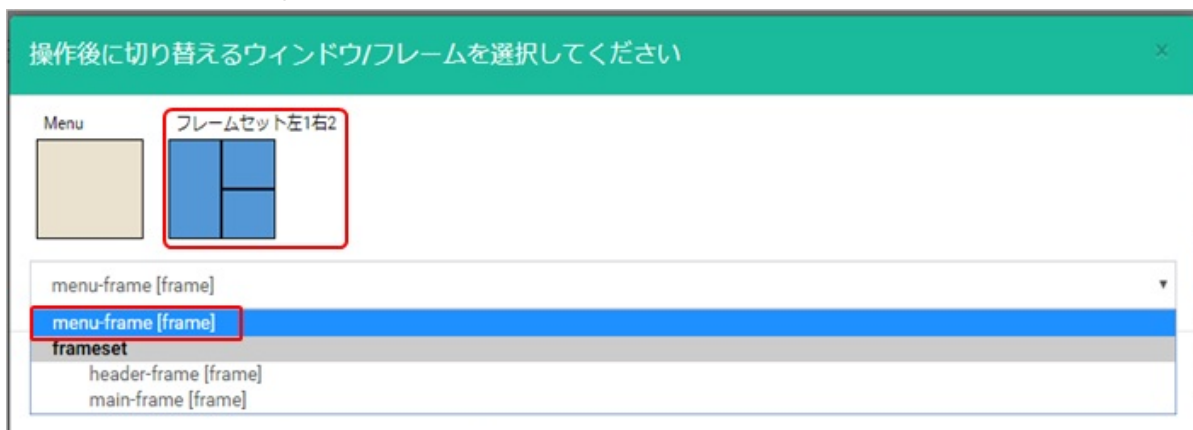 操作後に切り替えるウィンドウ/フレームを選択してください ×
Menu フレームセット左1右2
menu-frame [frame] ▼
menu-frame [frame]
frameset
header-frame [frame]
main-frame [frame]